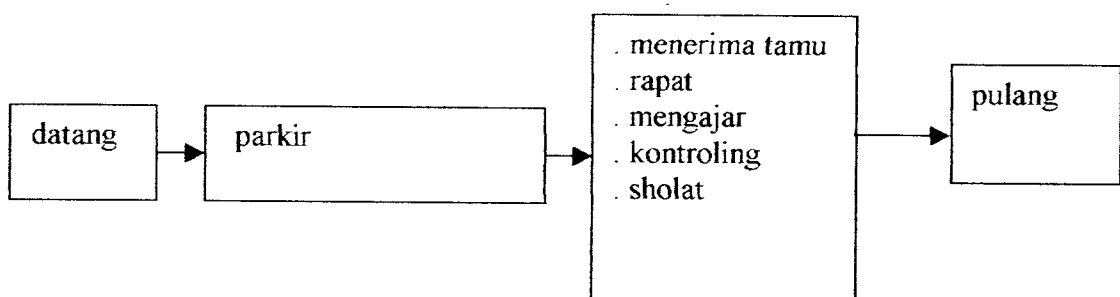 datang
parkir
. menerima tamu
. rapat
. mengajar
. kontroling
. sholat
pulang